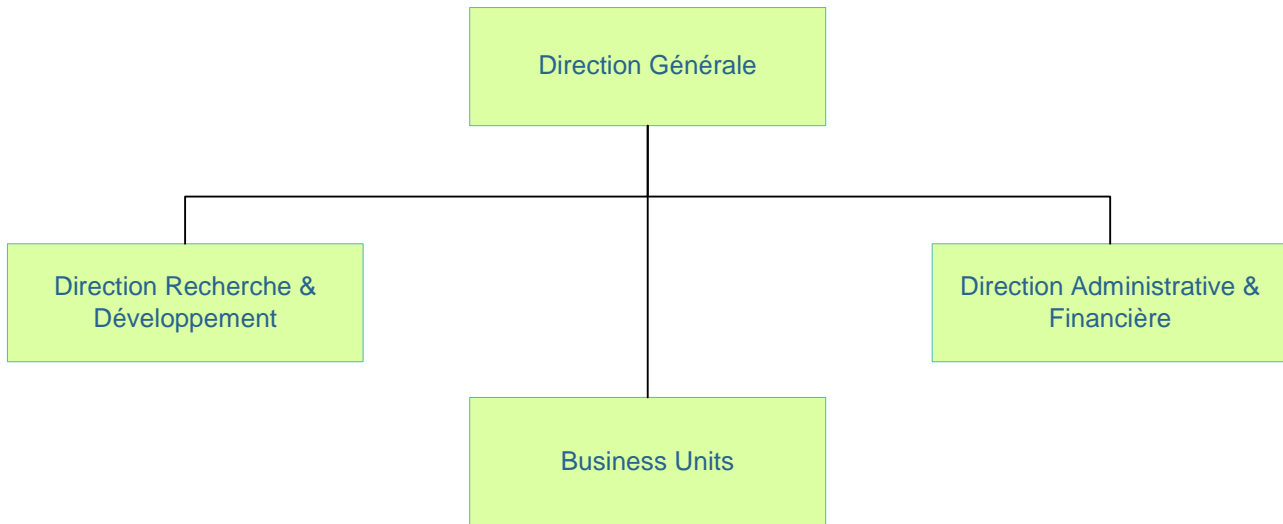 Direction Générale
Direction Recherche &
Développement
Direction Administrative &
Financière
Business Units